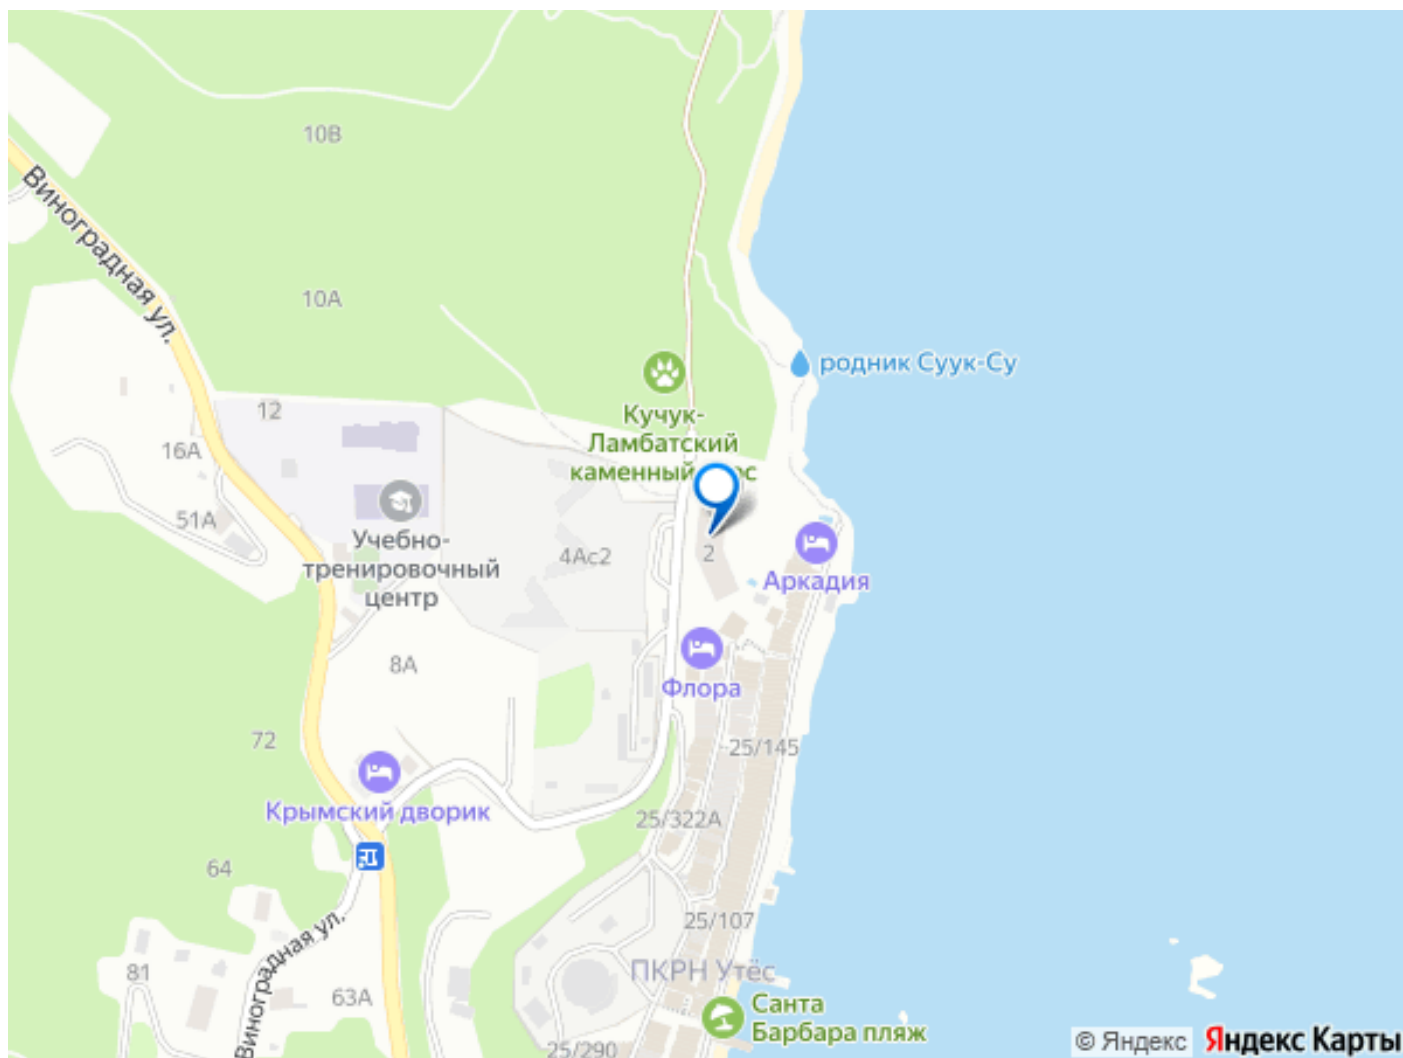 10В
Виноградная ул.
10А
родник Суук-Су
12
Кучук-
Ламбатский
каменный
16А
51А
Учебно-
тренировочный
центр
4Ас2
2
Аркадия
8А
Флора
72
25/145
Крымский дворик
25/322А
64
25/107
Виноградная ул.
81
63А
ПКРН Утёс
Санта
Барбара пляж
25/290
© Яндекс Яндекс Карты